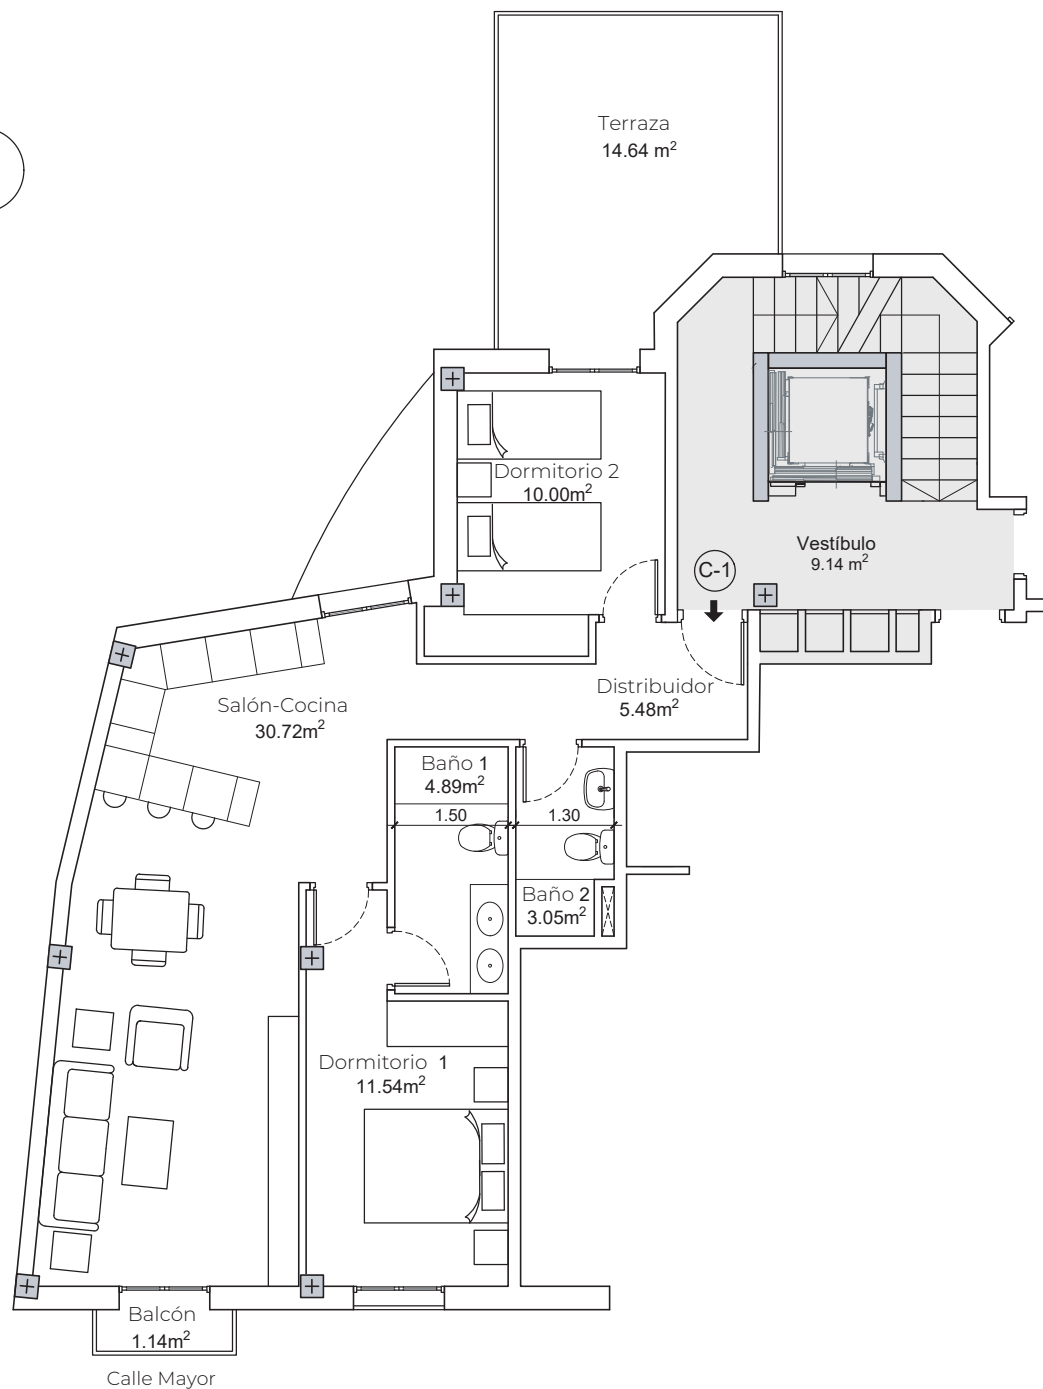 Terraza
14.64 m²
Dormitorio 2
10.00m²
Vestíbulo
9.14 m²
C-1
Distribuidor
5.48m²
Salón-Cocina
30.72m²
Baño 1
4.89m²
1.50
1.30
Baño 2
3.05m²
Dormitorio 1
11.54m²
Balcón
1.14m²
Calle Mayor